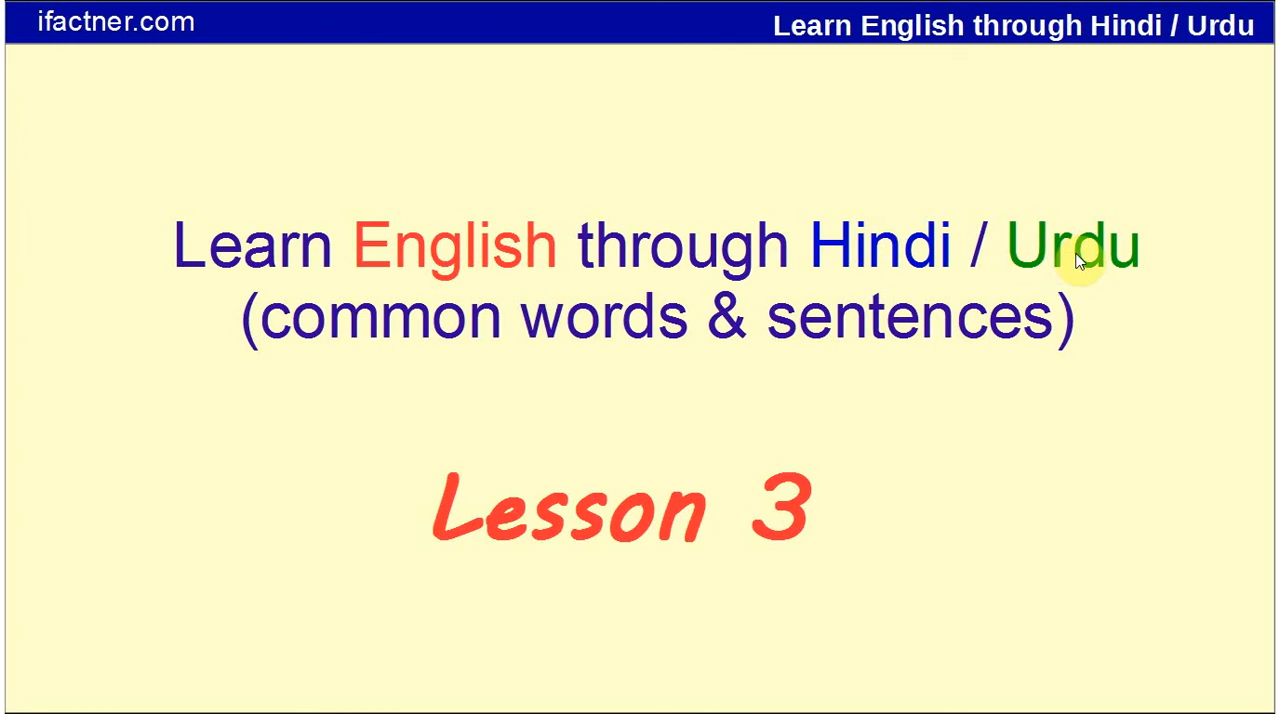 ifactner.com
Learn English through Hindi / Urdu
Learn English through Hindi / Urdu
(common words & sentences)
Lesson 3